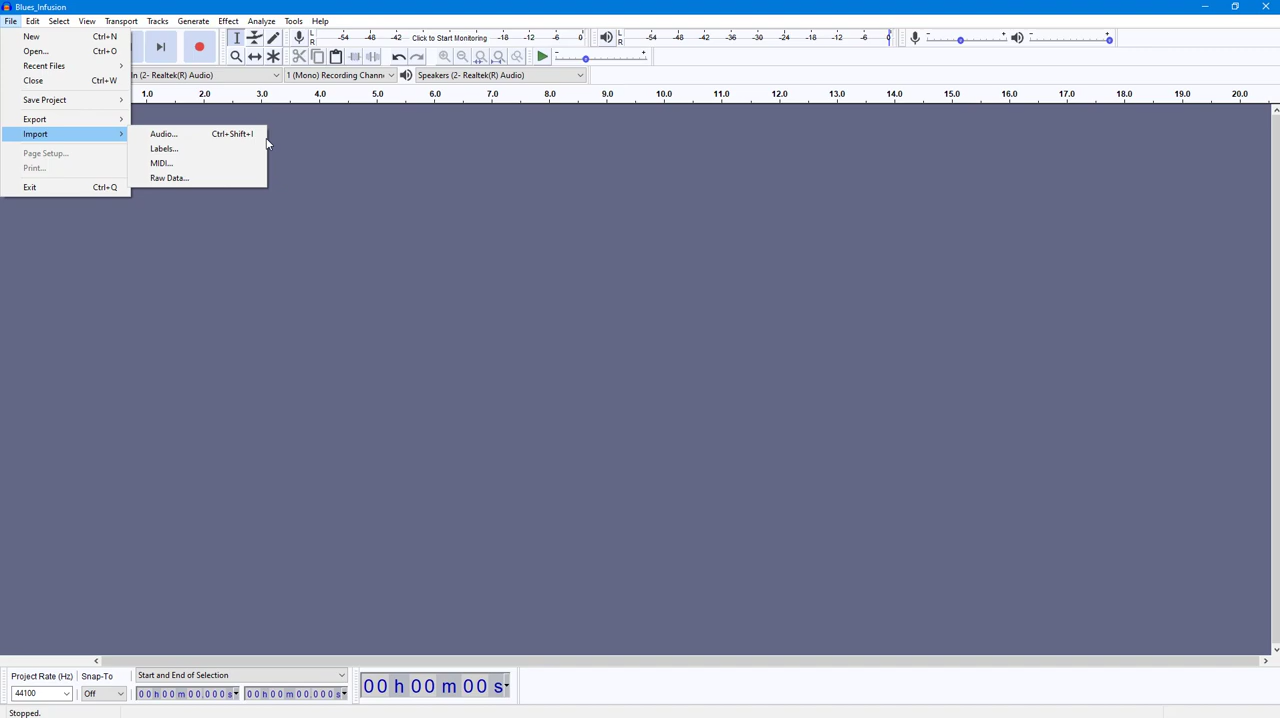 Blues_Infusion
File Edit Select View Transport Tracks Generate Effect Analyze Tools Help
New Ctrl+N
Open... Ctrl+O
Recent Files
Close Ctrl+W
Save Project
Export
Import
Page Setup...
Print...
Exit Ctrl+Q
Audio... Ctrl+Shift+I
Labels...
MIDI...
Raw Data...
L R -54 -48 -42 Click to Start Monitoring -18 -12 -6 0
L R -54 -48 -42 -36 -30 -24 -18 -12 -6 0
- + - +
- +
In (2- Realtek(R) Audio) 1 (Mono) Recording Chann Speakers (2- Realtek(R) Audio)
1.0 2.0 3.0 4.0 5.0 6.0 7.0 8.0 9.0 10.0 11.0 12.0 13.0 14.0 15.0 16.0 17.0 18.0 19.0 20.0
Project Rate (Hz) Snap-To Start and End of Selection
44100 Off 00 h 00 m 00.000 s 00 h 00 m 00.000 s
00 h 00 m 00 s
Stopped.